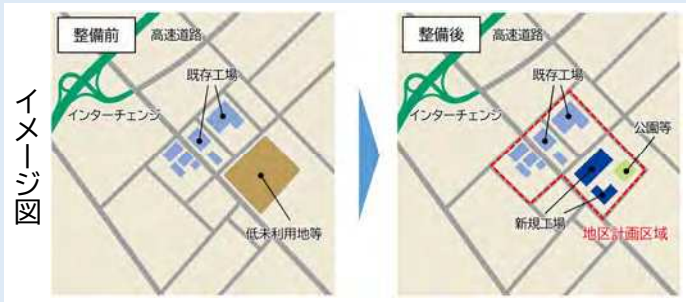 イメージ図
整備前
高速道路
既存工場
インターチェンジ
低未利用地等
整備後
高速道路
既存工場
インターチェンジ
公園等
新規工場
地区計画区域